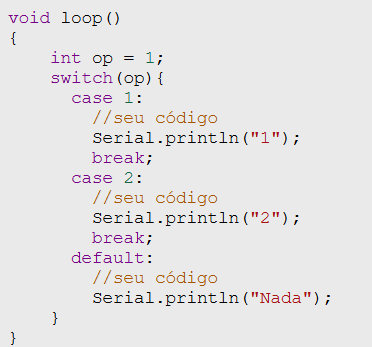 void loop()
{
    int op = 1;
    switch(op){
      case 1:
        //seu código
        Serial.println("1");
        break;
      case 2:
        //seu código
        Serial.println("2");
        break;
      default:
        //seu código
        Serial.println("Nada");
    }
}